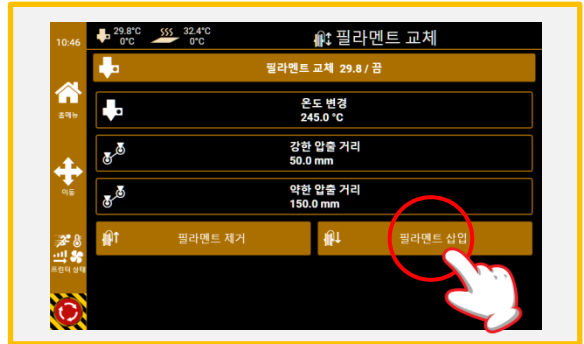 10:46
29.8°C
0°C
32.4°C
0°C
필라멘트 교체
필라멘트 교체 29.8 / 끔
홈메뉴
온도 변경
245.0 °C
강한 압출 거리
50.0 mm
이동
약한 압출 거리
150.0 mm
필라멘트 제거
필라멘트 삽입
프린터 상태